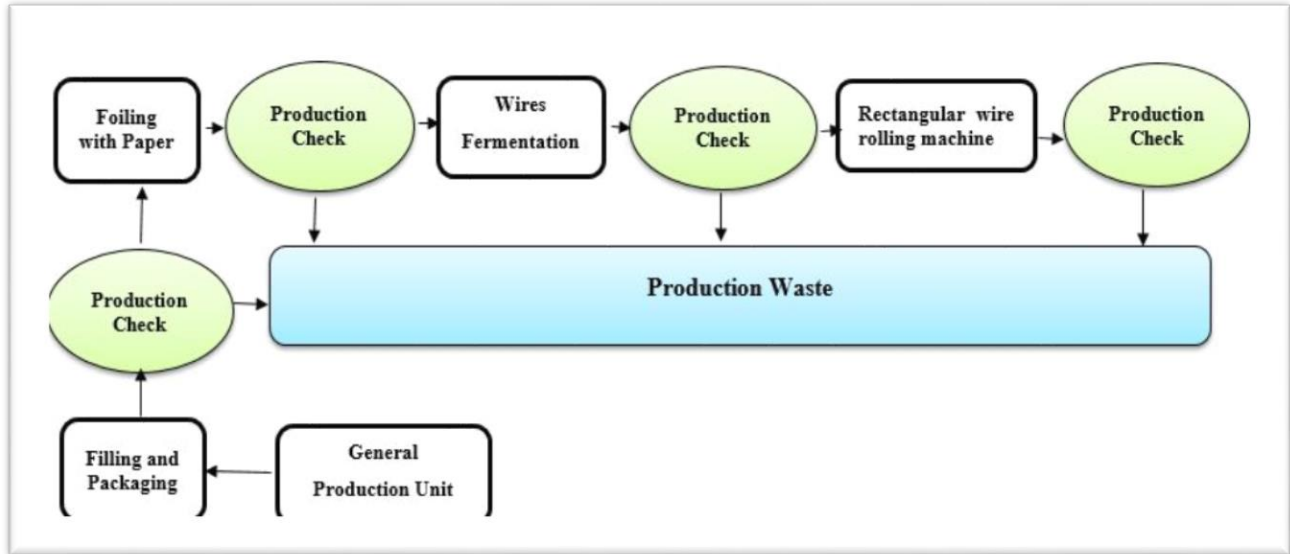 Foiling
with Paper
Production
Check
Wires
Fermentation
Production
Check
Rectangular wire
rolling machine
Production
Check
Production
Check
Production Waste
Filling and
Packaging
General
Production Unit